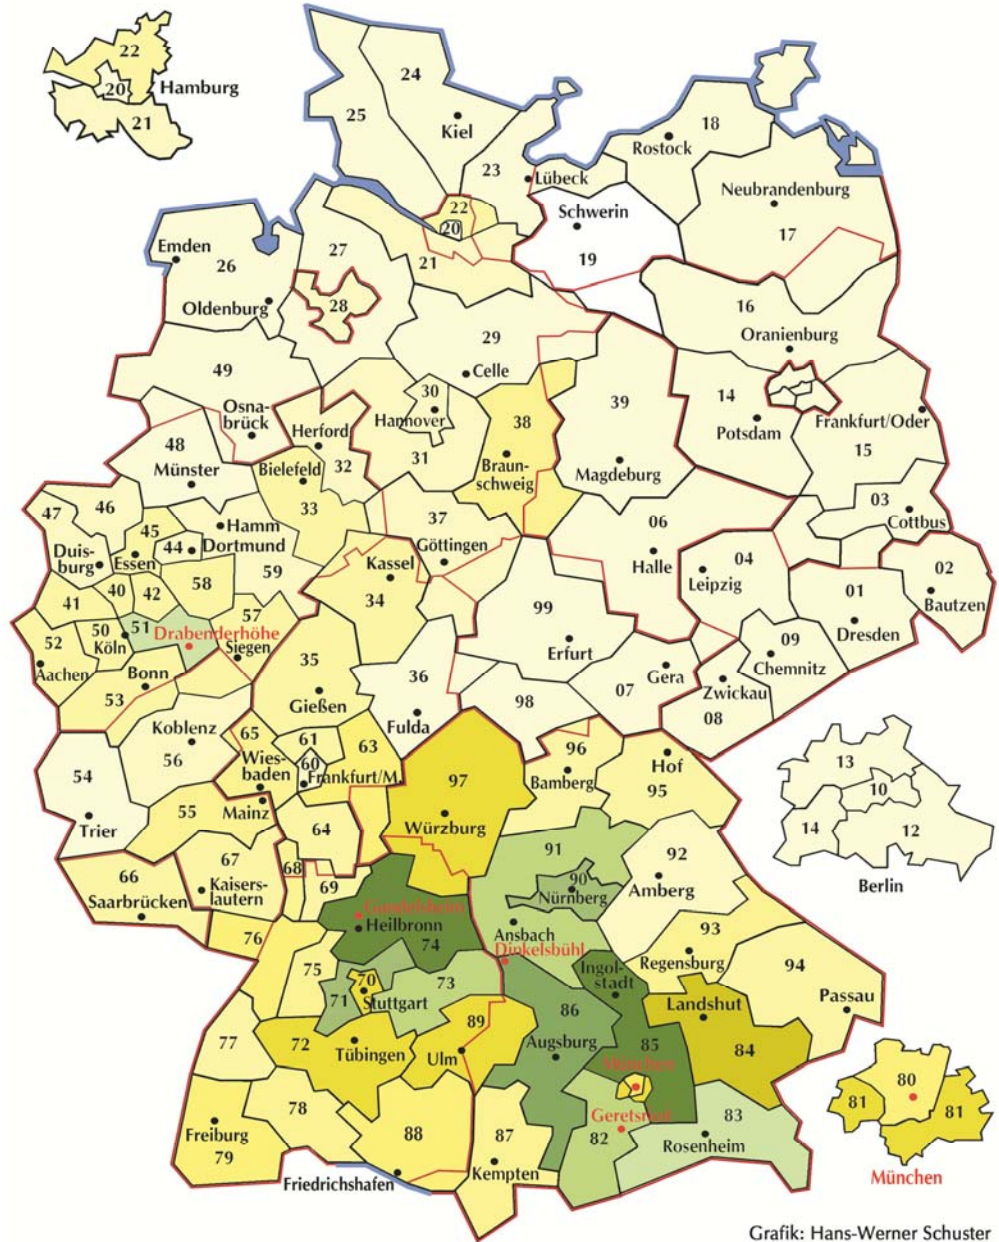 22
20
Hamburg
21
24
25
Kiel
18
Rostock
23
Lübeck
Neubrandenburg
Schwerin
22
20
17
19
Emden
26
27
21
Oldenburg
28
16
Oranienburg
29
49
Celle
30
39
14
Osna-
brück
Hannover
Potsdam
Frankfurt/Oder
48
Herford
38
15
Münster
Bielefeld
32
31
Braun-
schweig
Magdeburg
47
46
33
03
Cottbus
45
Hamm
37
06
Duis-
burg
Essen
44
Dortmund
Göttingen
Halle
04
02
Kassel
Leipzig
40
42
58
59
01
Bautzen
41
34
99
57
50
51
09
Dresden
52
Köln
Drabenderhöhe
Siegen
Erfurt
Chemnitz
Aachen
Bonn
35
36
Gera
Zwickau
53
Gießen
07
98
08
Koblenz
Fulda
56
65
61
63
96
Hof
54
Wies-
baden
60
Frankfurt/M.
97
Bamberg
95
13
10
55
Mainz
Trier
64
Würzburg
14
12
91
92
Berlin
66
67
68
69
90
Amberg
Saarbrücken
Kaisers-
lautern
Nürnberg
Gundelsheim
Heilbronn
Ansbach
93
76
74
Dinkelsbühl
Regensburg
94
75
70
73
Ingol-
stadt
71
Stuttgart
Landshut
Passau
77
72
89
86
85
84
Tübingen
Ulm
Augsburg
München
80
81
81
78
Geretsried
83
Freiburg
88
87
82
Rosenheim
79
Kempten
München
Friedrichshafen
Grafik: Hans-Werner Schuster